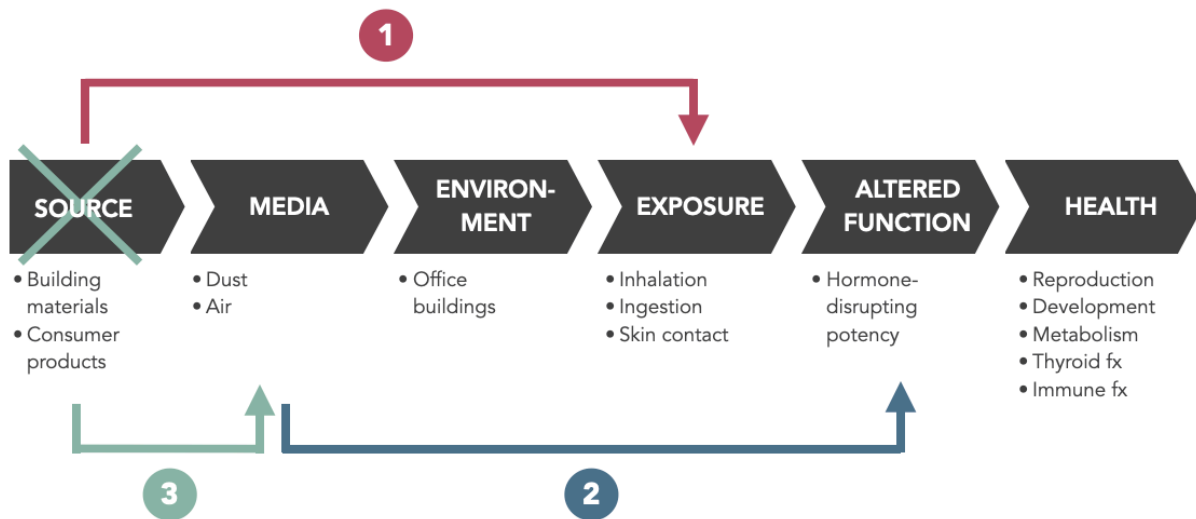 1
SOURCE
MEDIA
ENVIRON-
MENT
EXPOSURE
ALTERED
FUNCTION
HEALTH
• Building
materials
• Consumer
products
• Dust
• Air
• Office
buildings
• Inhalation
• Ingestion
• Skin contact
• Hormone-
disrupting
potency
• Reproduction
• Development
• Metabolism
• Thyroid fx
• Immune fx
3
2